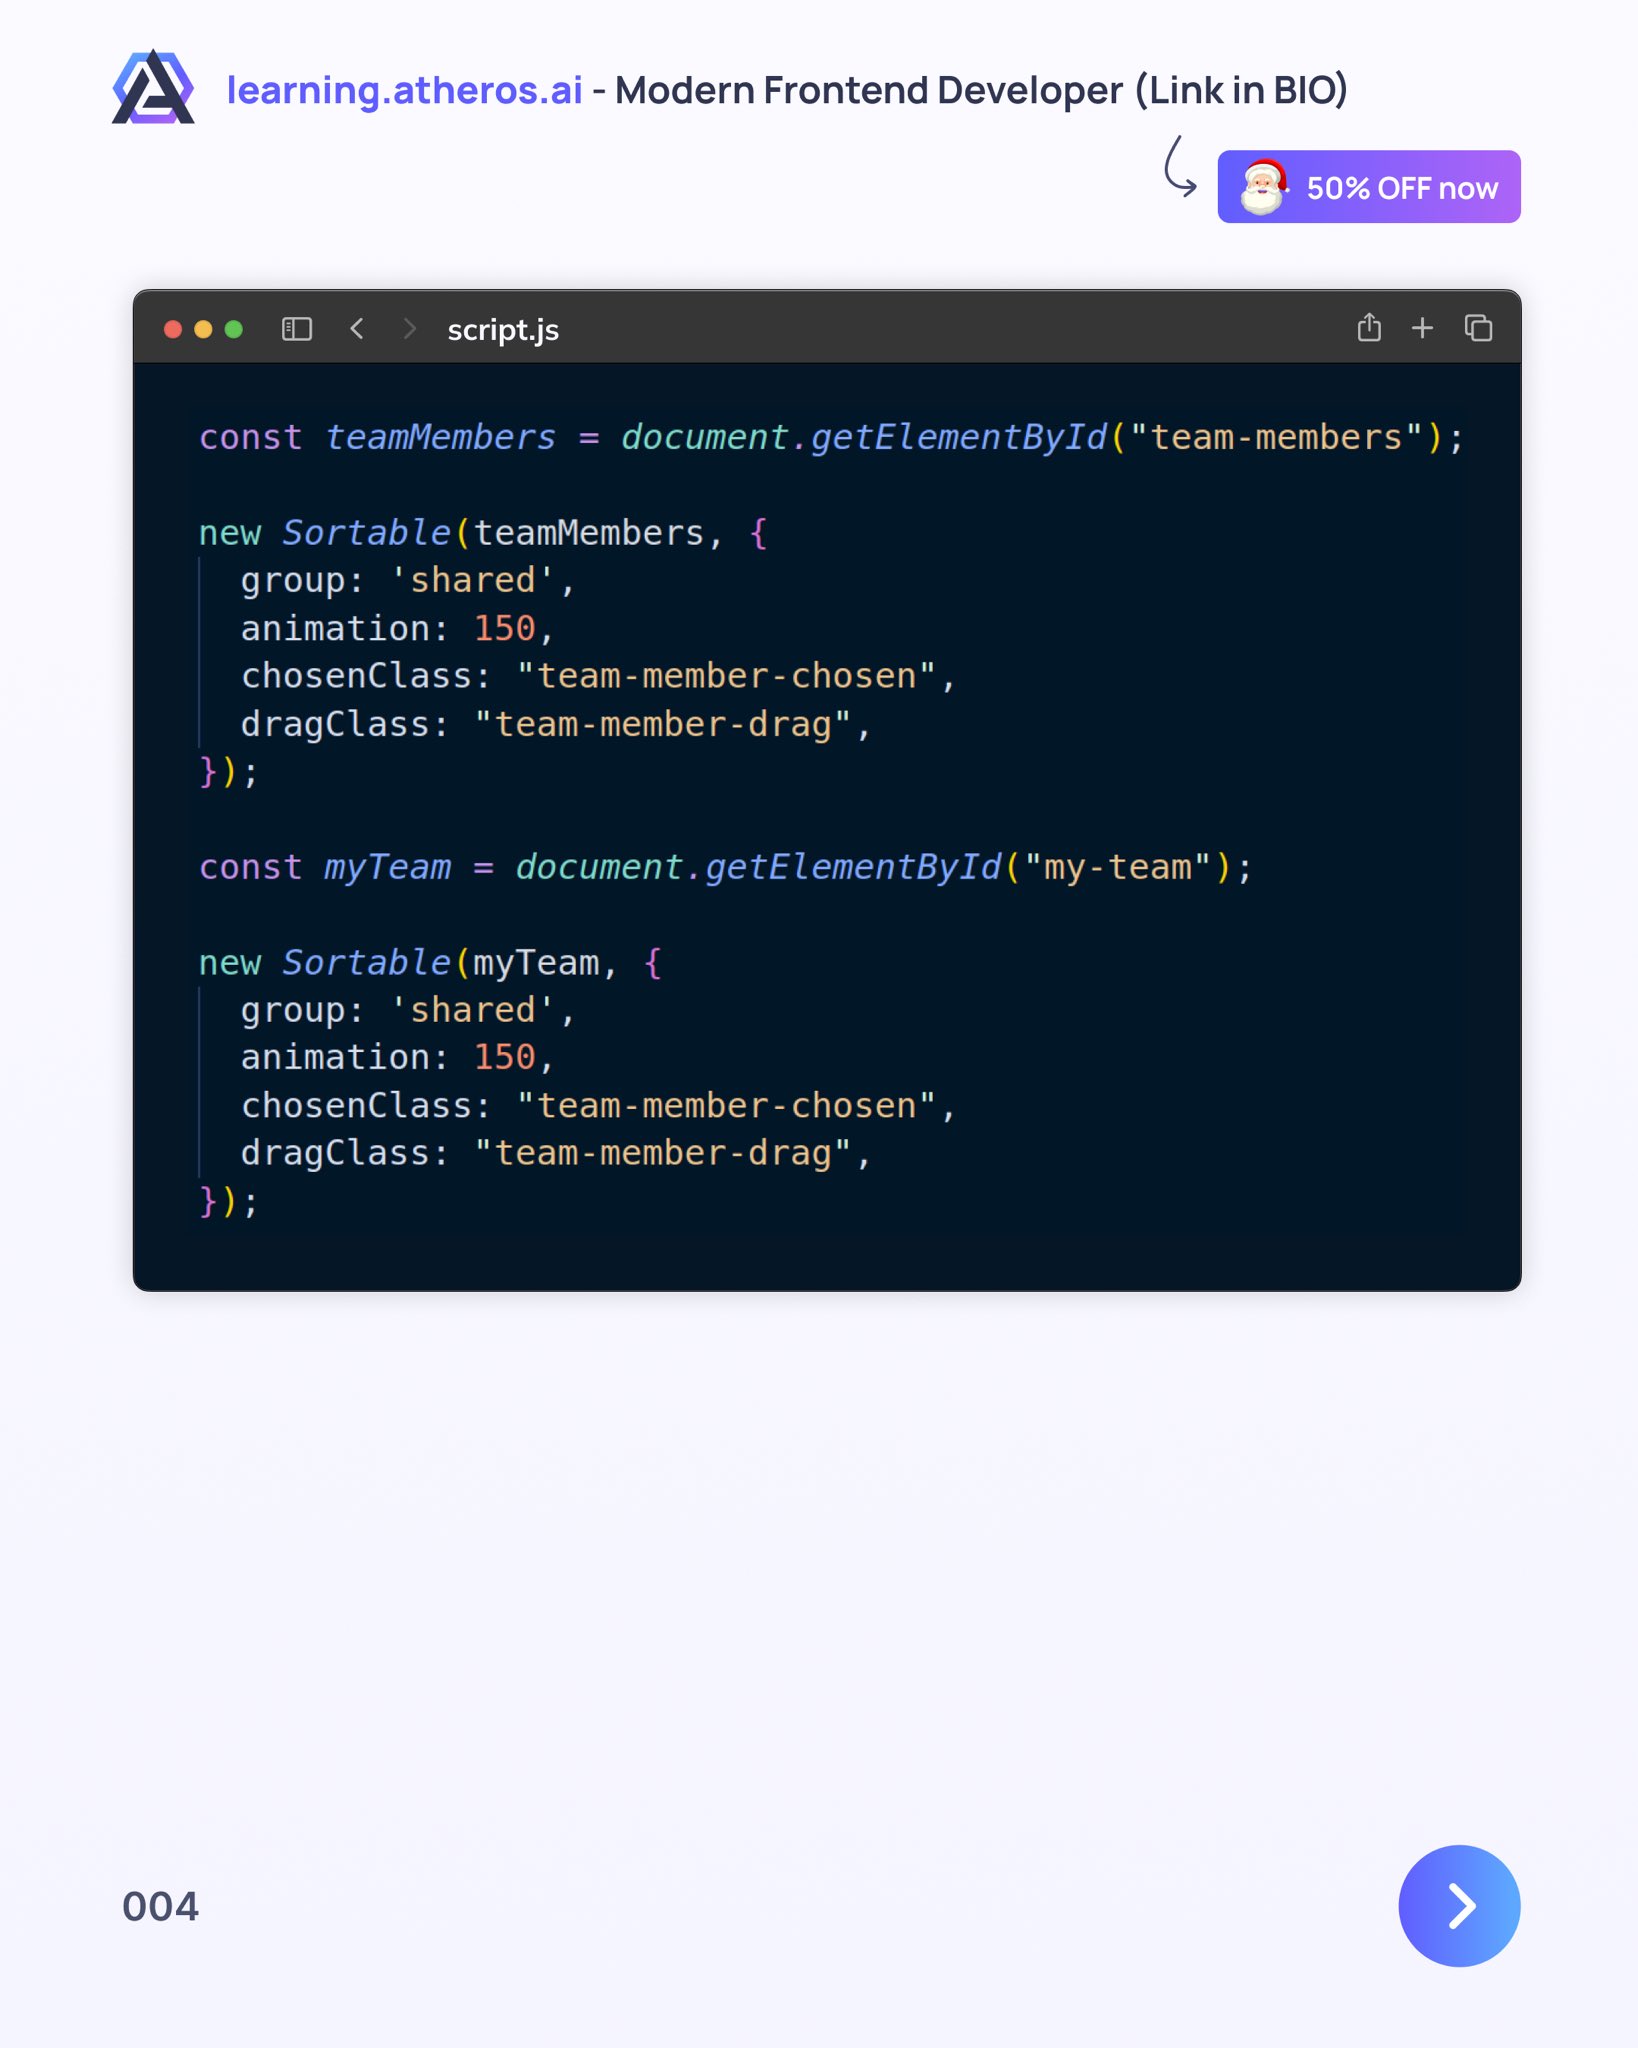 learning.atheros.ai - Modern Frontend Developer (Link in BIO)
50% OFF now
script.js
const teamMembers = document.getElementById("team-members");
new Sortable(teamMembers, {
  group: 'shared',
  animation: 150,
  chosenClass: "team-member-chosen",
  dragClass: "team-member-drag",
});
const myTeam = document.getElementById("my-team");
new Sortable(myTeam, {
  group: 'shared',
  animation: 150,
  chosenClass: "team-member-chosen",
  dragClass: "team-member-drag",
});
004